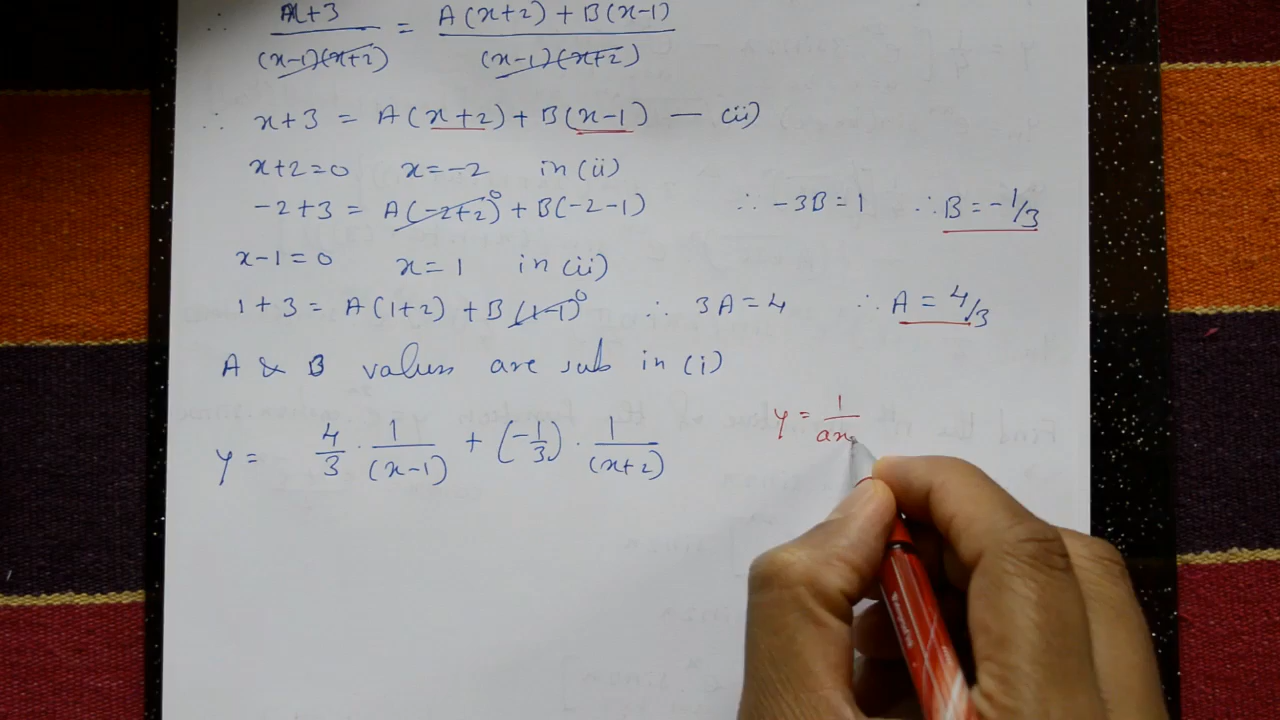 ∴ x+3/((x-1)(x+2)) = (A(x+2) + B(x-1))/((x-1)(x+2))
∴ x+3 = A(x+2) + B(x-1) — (ii)
x+2=0 x=-2 in (ii)
-2+3 = A(-2+2)⁰ + B(-2-1) ∴ -3B=1 ∴ B = -1/3
x-1=0 x=1 in (ii)
1+3 = A(1+2) + B(1-1)⁰ ∴ 3A=4 ∴ A = 4/3
A & B values are sub in (i)
y = 4/3 · 1/(x-1) + (-1/3) · 1/(x+2)
y = 1/ax